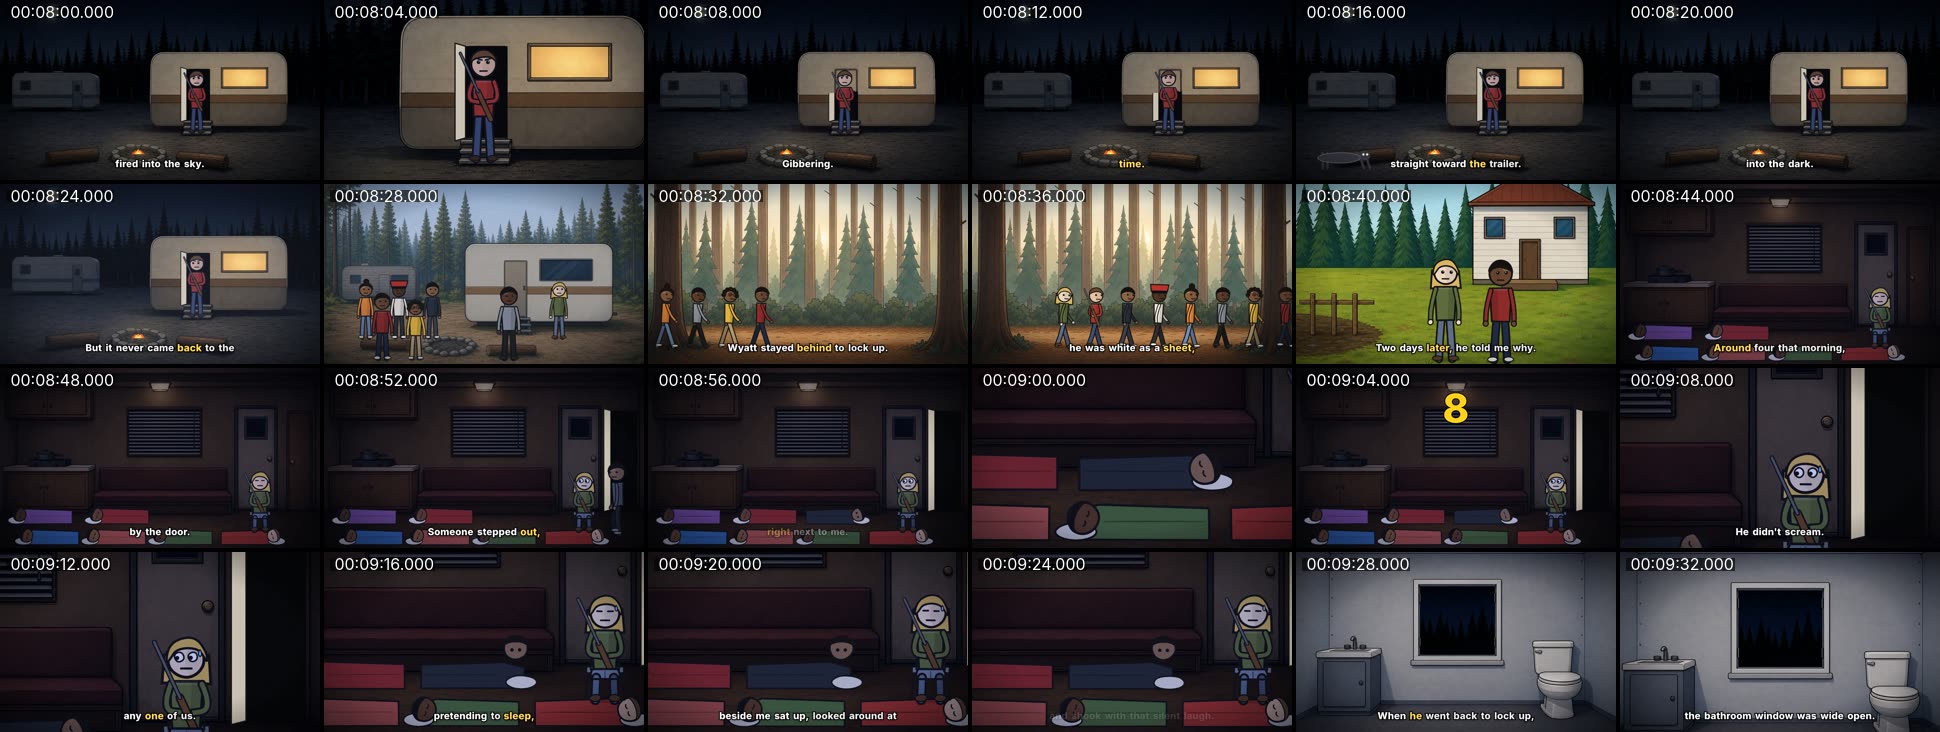 00:08:00.000
fired into the sky.
00:08:04.000
00:08:08.000
Gibbering.
00:08:12.000
time.
00:08:16.000
straight toward the trailer.
00:08:20.000
into the dark.
00:08:24.000
But it never came back to the
00:08:28.000
00:08:32.000
Wyatt stayed behind to lock up.
00:08:36.000
he was white as a sheet,
00:08:40.000
Two days later, he told me why.
00:08:44.000
Around four that morning,
00:08:48.000
by the door.
00:08:52.000
Someone stepped out,
00:08:56.000
right next to me.
00:09:00.000
00:09:04.000
8
00:09:08.000
He didn't scream.
00:09:12.000
any one of us.
00:09:16.000
pretending to sleep,
00:09:20.000
beside me sat up, looked around at
00:09:24.000
shook with that silent laugh.
00:09:28.000
When he went back to lock up,
00:09:32.000
the bathroom window was wide open.